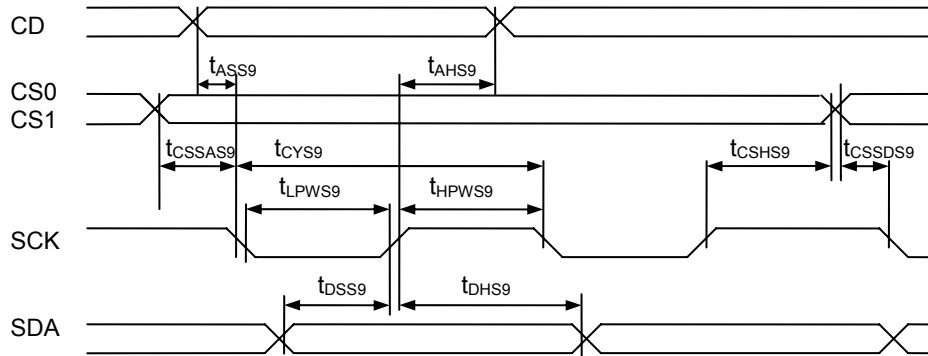 CD
tASS9 tAHS9
CS0
CS1
tCSSAS9 tCYS9 tCSHS9 tCSSDS9
tLPWS9 tHPWS9
SCK
tDSS9 tDHS9
SDA